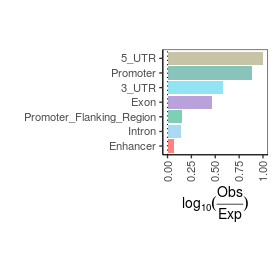 5_UTR
Promoter
3_UTR
Exon
Promoter_Flanking_Region
Intron
Enhancer
0.00
0.25
0.50
0.75
1.00
log10(Obs/Exp)